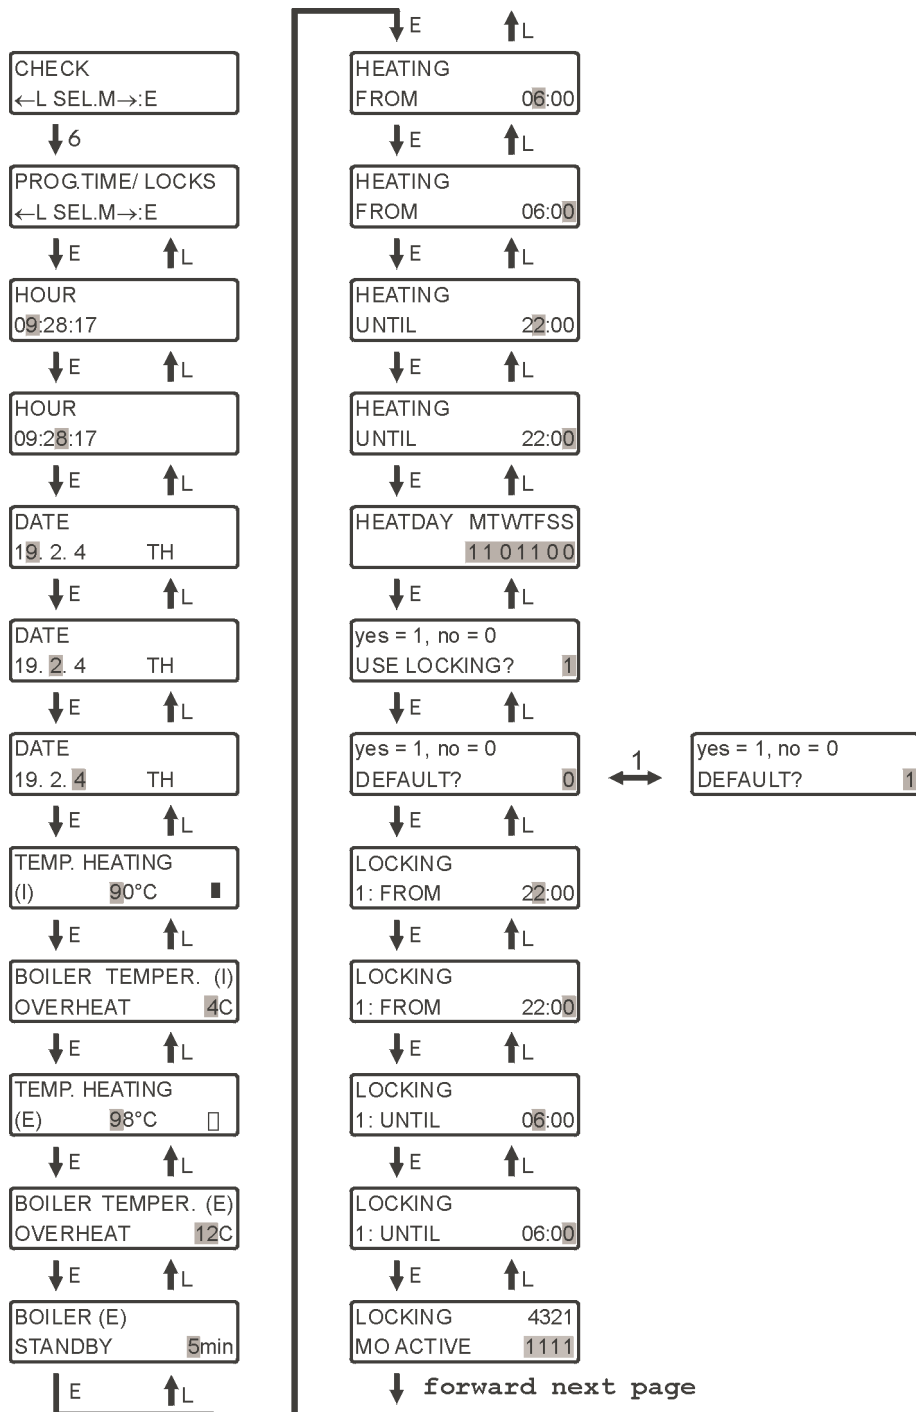 CHECK
←L SEL.M→:E
6
PROG.TIME/ LOCKS
←L SEL.M→:E
E L
HOUR
09:28:17
E L
HOUR
09:28:17
E L
DATE
19. 2. 4 TH
E L
DATE
19. 2. 4 TH
E L
DATE
19. 2. 4 TH
E L
TEMP. HEATING
(I) 90°C
E L
BOILER TEMPER. (I)
OVERHEAT 4C
E L
TEMP. HEATING
(E) 98°C
E L
BOILER TEMPER. (E)
OVERHEAT 12C
E L
BOILER (E)
STANDBY 5min
E L
E L
HEATING
FROM 06:00
E L
HEATING
FROM 06:00
E L
HEATING
UNTIL 22:00
E L
HEATING
UNTIL 22:00
E L
HEATDAY MTWTFSS
1101100
E L
yes = 1, no = 0
USE LOCKING? 1
E L
yes = 1, no = 0
DEFAULT? 0
1
yes = 1, no = 0
DEFAULT? 1
E L
LOCKING
1: FROM 22:00
E L
LOCKING
1: FROM 22:00
E L
LOCKING
1: UNTIL 06:00
E L
LOCKING
1: UNTIL 06:00
E L
LOCKING 4321
MO ACTIVE 1111
forward next page